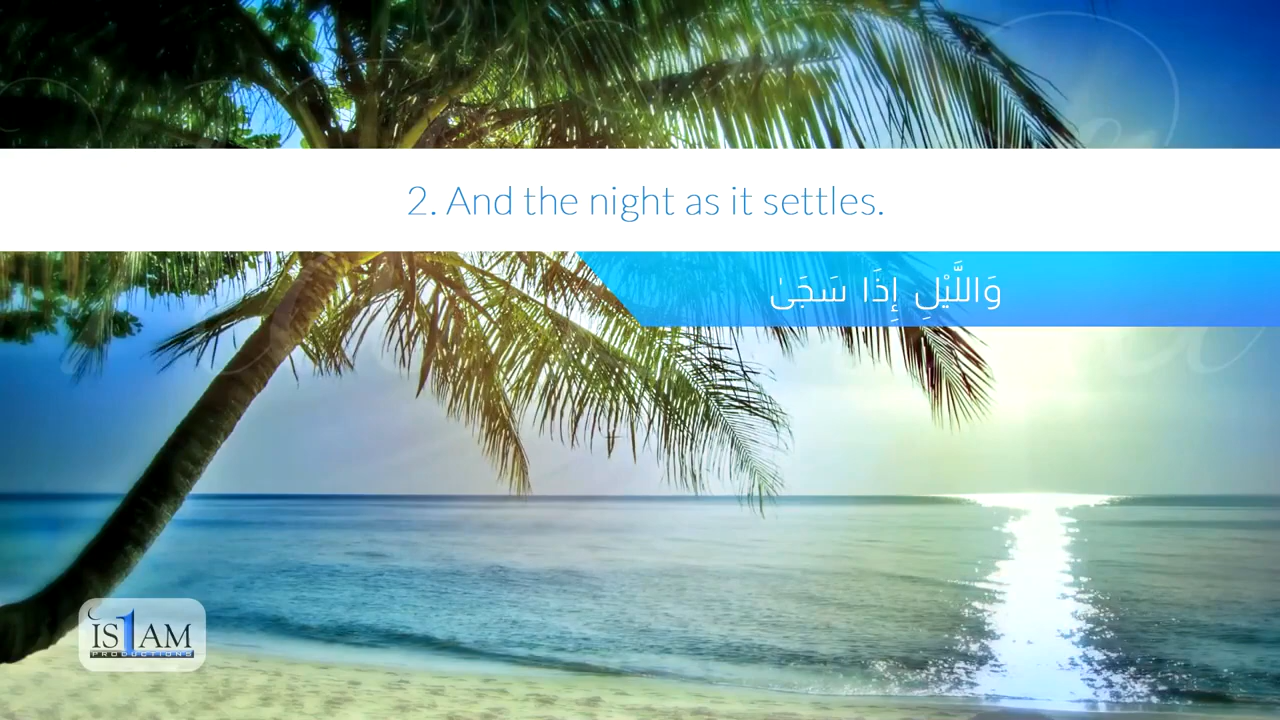 2. And the night as it settles.
وَاللَّيْلِ إِذَا سَجَىٰ
IS1AM
PRODUCTIONS